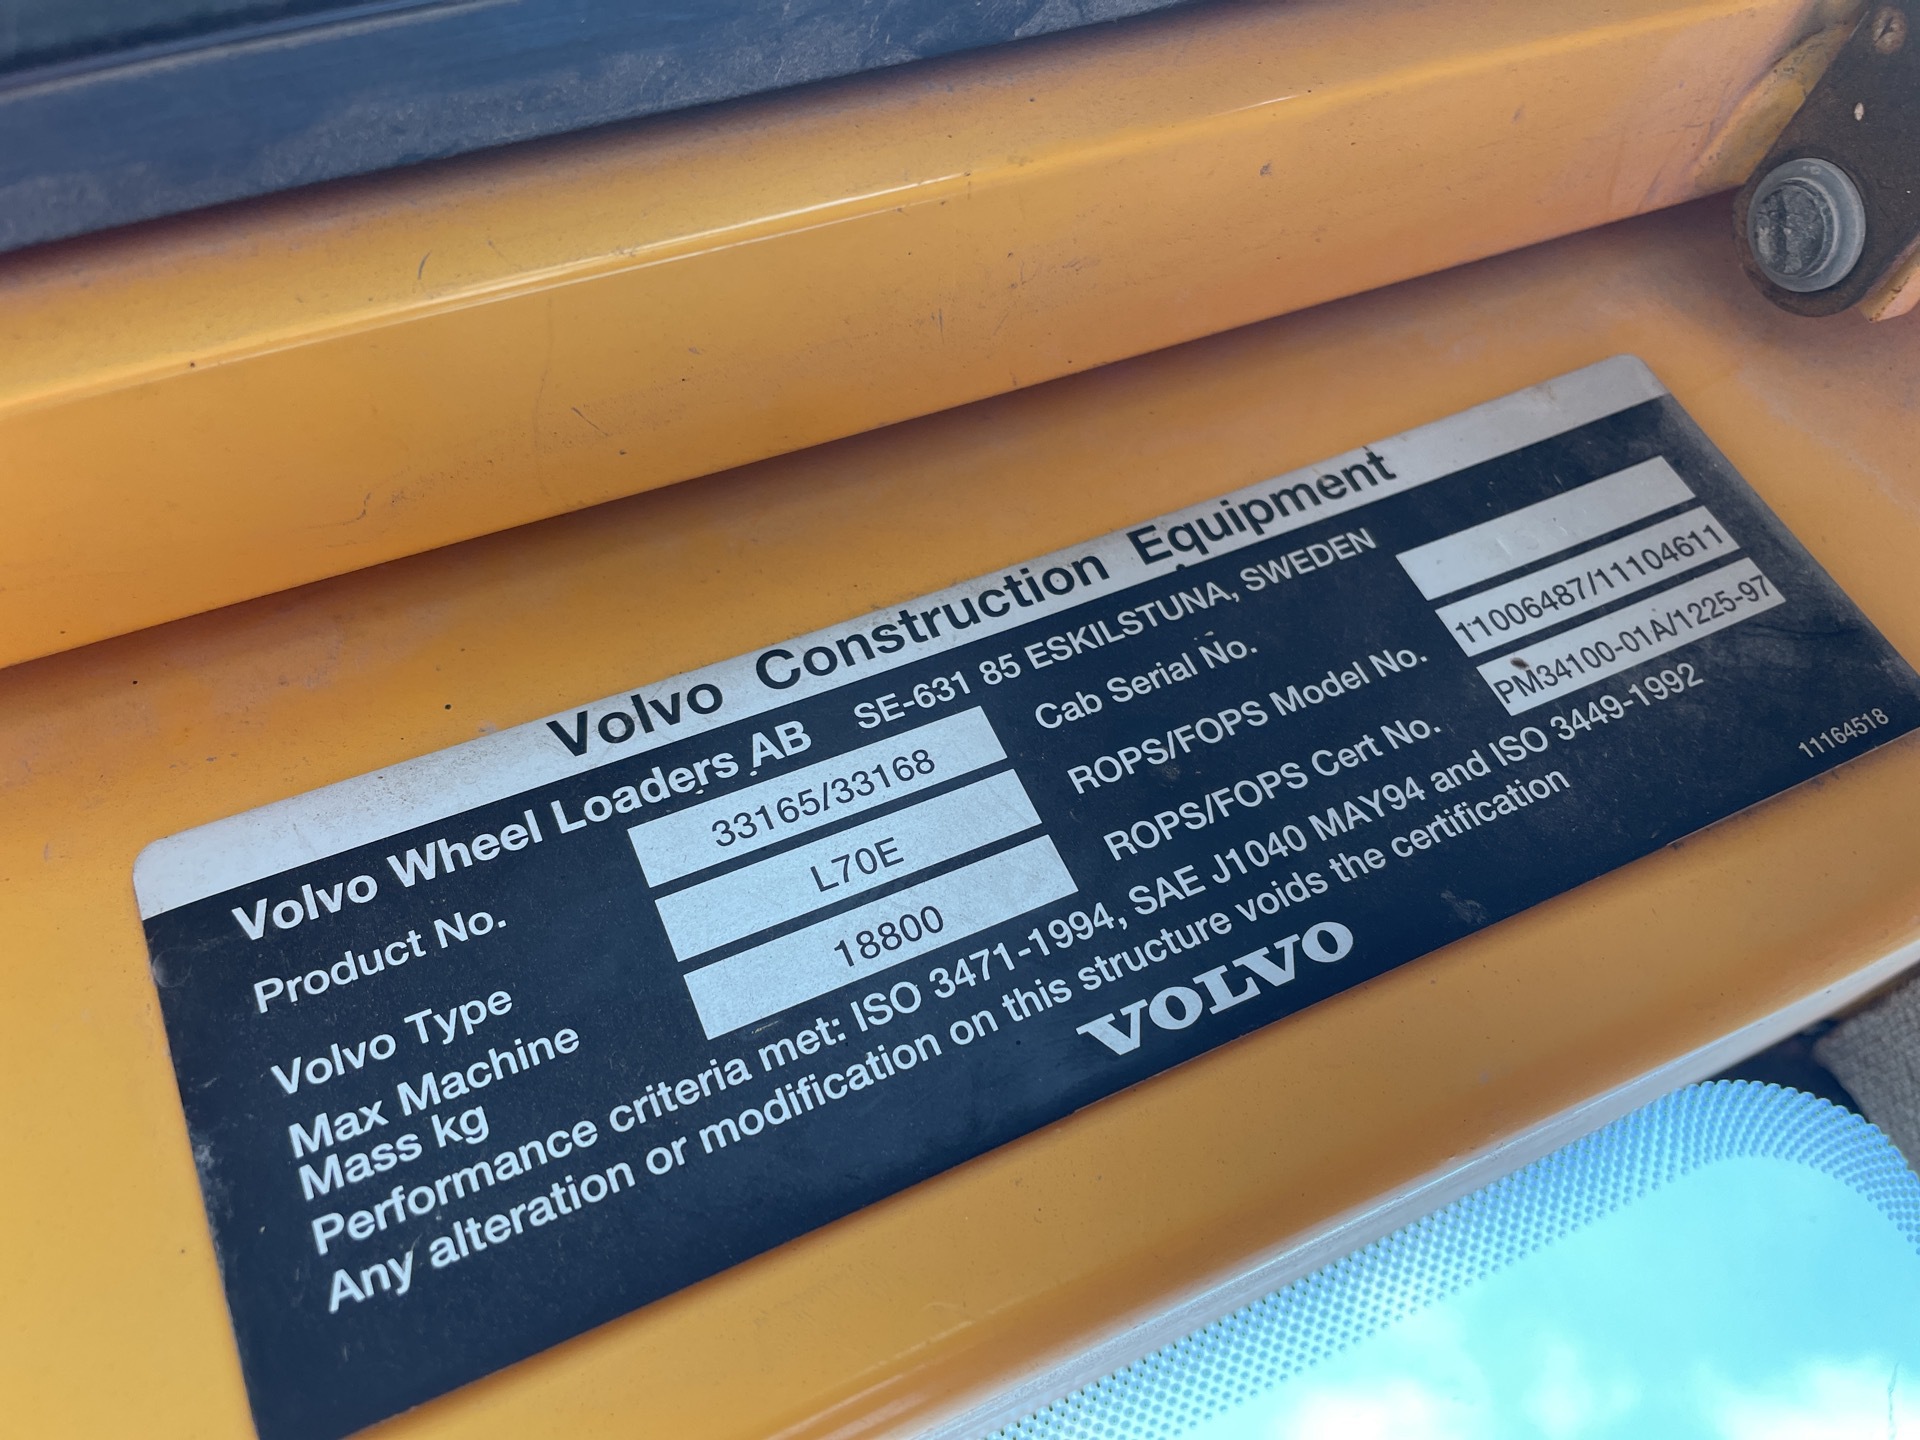 Volvo Construction Equipment
Volvo Wheel Loaders AB SE-631 85 ESKILSTUNA, SWEDEN
Product No. 33165/33168 Cab Serial No.
Volvo Type L70E ROPS/FOPS Model No. 11006487/11104611
Max Machine
Mass kg 18800 ROPS/FOPS Cert No. PM34100-01A/1225-97
Performance criteria met: ISO 3471-1994, SAE J1040 MAY94 and ISO 3449-1992
Any alteration or modification on this structure voids the certification
VOLVO
11164518